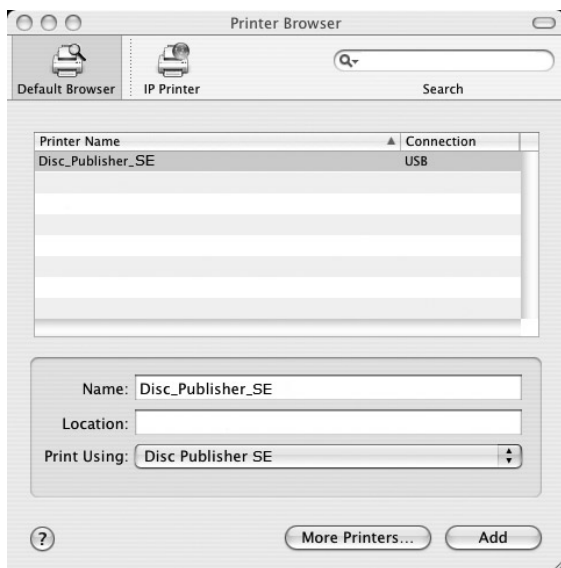 Printer Browser
Default Browser IP Printer Search
Printer Name Connection
Disc_Publisher_SE USB
Name: Disc_Publisher_SE
Location:
Print Using: Disc Publisher SE
? More Printers... Add